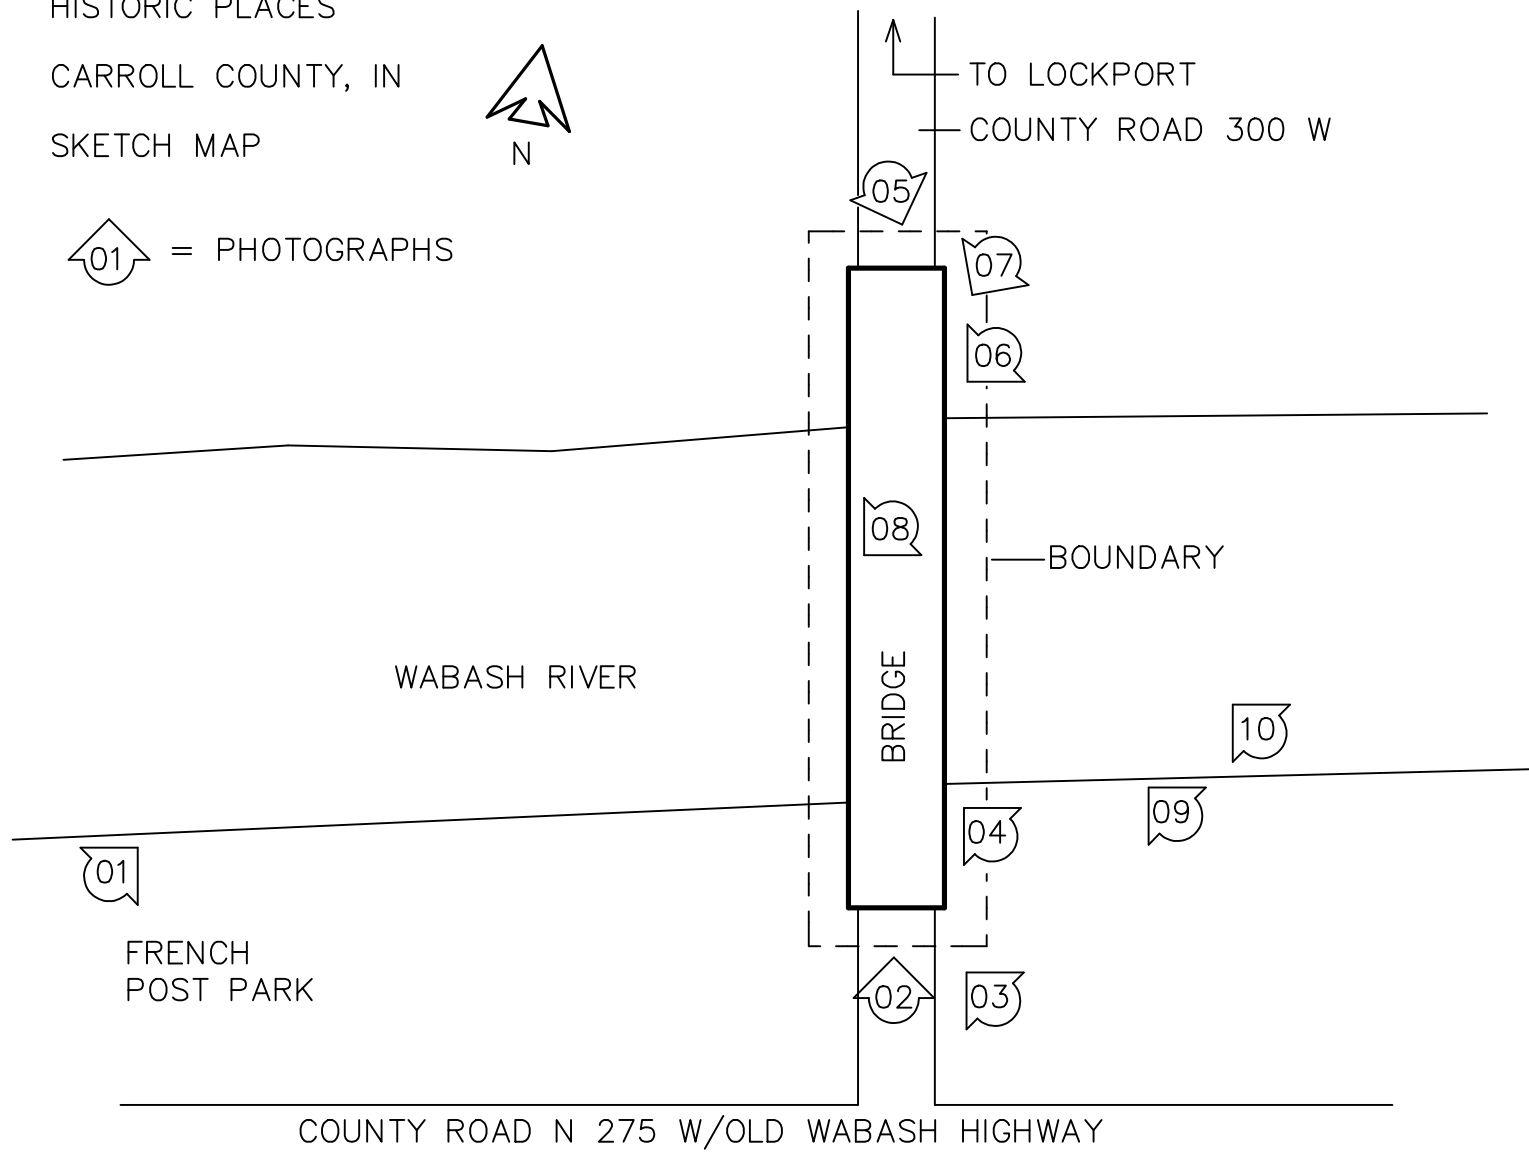 HISTORIC PLACES
CARROLL COUNTY, IN
SKETCH MAP
N
01 = PHOTOGRAPHS
TO LOCKPORT
COUNTY ROAD 300 W
05
07
06
08
BOUNDARY
WABASH RIVER
BRIDGE
10
09
04
01
FRENCH
POST PARK
02
03
COUNTY ROAD N 275 W/OLD WABASH HIGHWAY